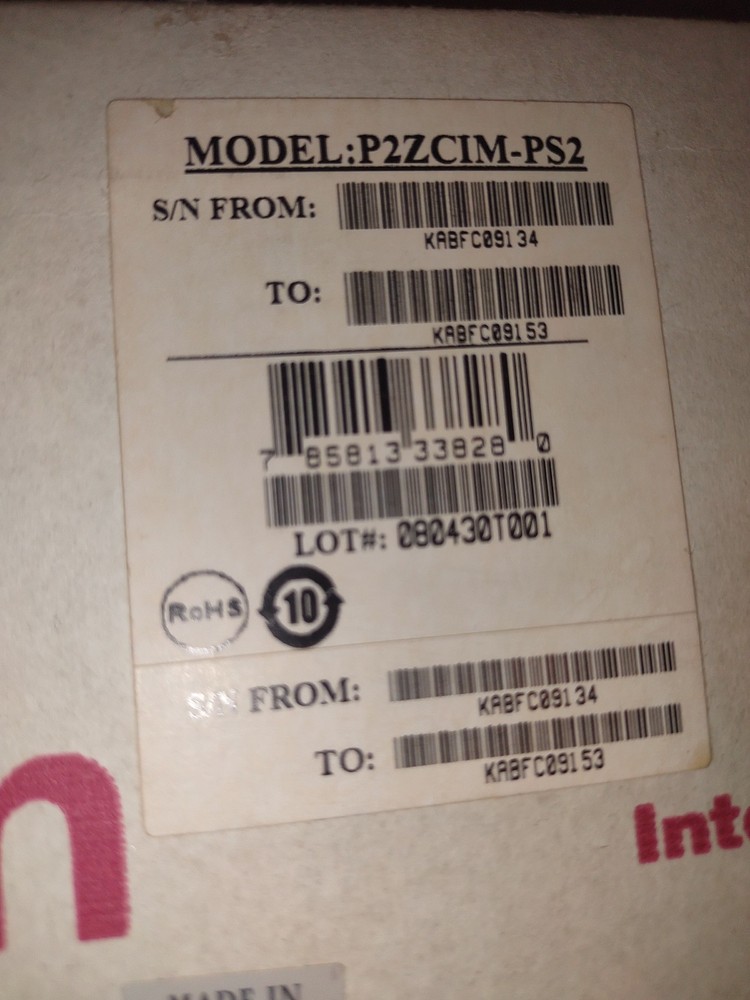 MODEL:P2ZCIM-PS2
S/N FROM:
KABFC09134
TO:
KABFC09153
7 85813 33828 0
LOT#: 080430T001
RoHS
10
S/N FROM:
KABFC09134
TO:
KABFC09153
n
Inte
MADE IN